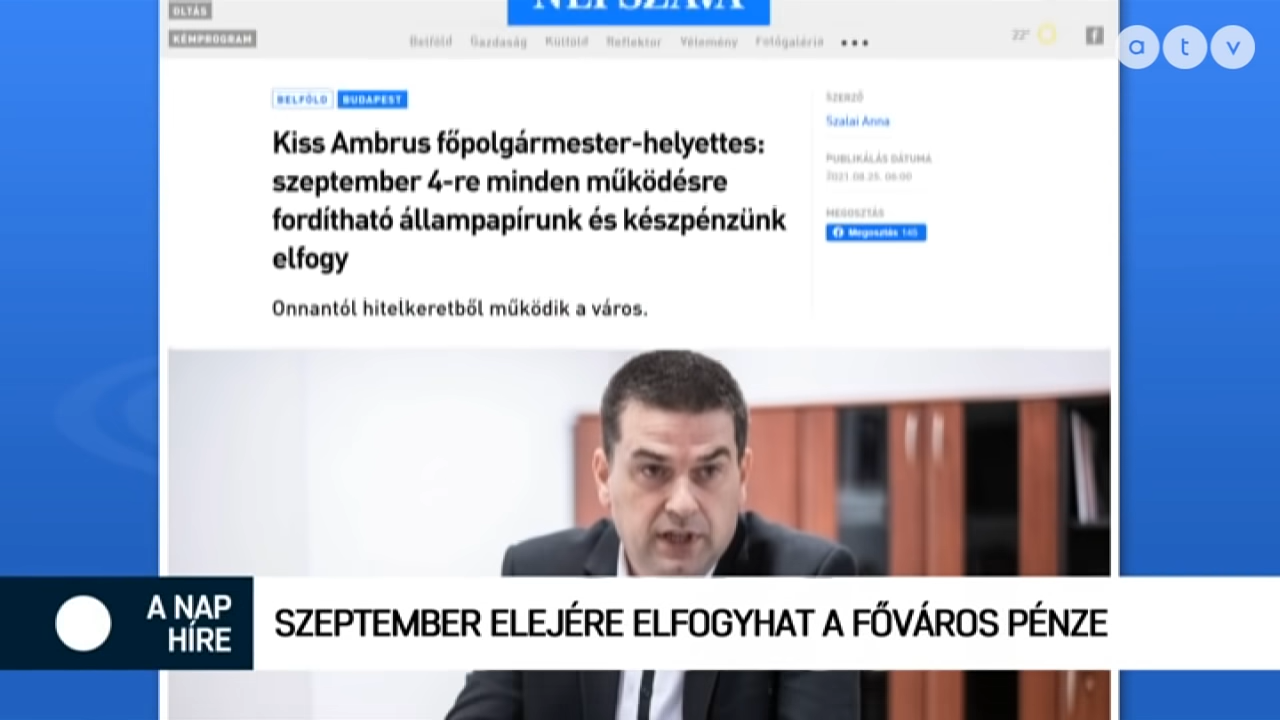 OLTÁS
NÉPSZAVA
KÉMPROGRAM
Belföld Gazdaság Külföld Reflektor Vélemény Fotógaléria
22°
a t v
BELFÖLD BUDAPEST
Kiss Ambrus főpolgármester-helyettes:
szeptember 4-re minden működésre
fordítható állampapírunk és készpénzünk
elfogy
Onnantól hitelkeretből működik a város.
SZERZŐ
Szalai Anna
PUBLIKÁLÁS DÁTUMA
2021.08.25. 06:00
MEGOSZTÁS
Megosztás 145
A NAP
HÍRE
SZEPTEMBER ELEJÉRE ELFOGYHAT A FŐVÁROS PÉNZE